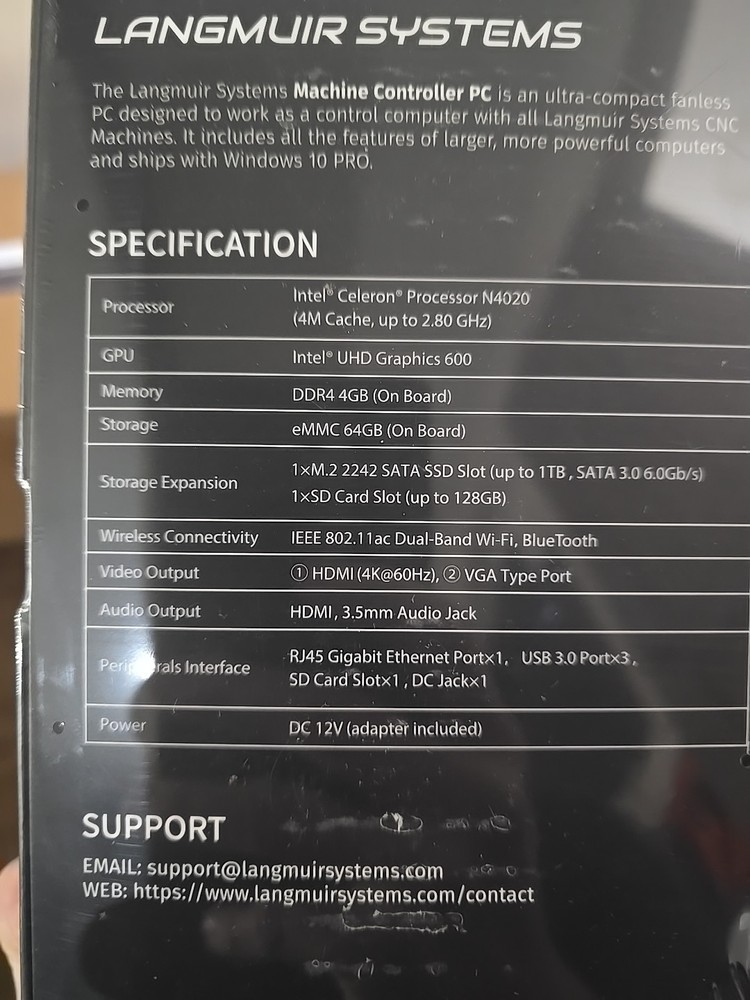 LANGMUIR SYSTEMS
The Langmuir Systems Machine Controller PC is an ultra-compact fanless
PC designed to work as a control computer with all Langmuir Systems CNC
Machines. It includes all the features of larger, more powerful computers
and ships with Windows 10 PRO.
SPECIFICATION
Processor
Intel® Celeron® Processor N4020
(4M Cache, up to 2.80 GHz)
GPU
Intel® UHD Graphics 600
Memory
DDR4 4GB (On Board)
Storage
eMMC 64GB (On Board)
Storage Expansion
1×M.2 2242 SATA SSD Slot (up to 1TB , SATA 3.0 6.0Gb/s)
1×SD Card Slot (up to 128GB)
Wireless Connectivity
IEEE 802.11ac Dual-Band Wi-Fi, BlueTooth
Video Output
① HDMI (4K@60Hz), ② VGA Type Port
Audio Output
HDMI , 3.5mm Audio Jack
Peripherals Interface
RJ45 Gigabit Ethernet Port×1, USB 3.0 Port×3 ,
SD Card Slot×1 , DC Jack×1
Power
DC 12V (adapter included)
SUPPORT
EMAIL: support@langmuirsystems.com
WEB: https://www.langmuirsystems.com/contact